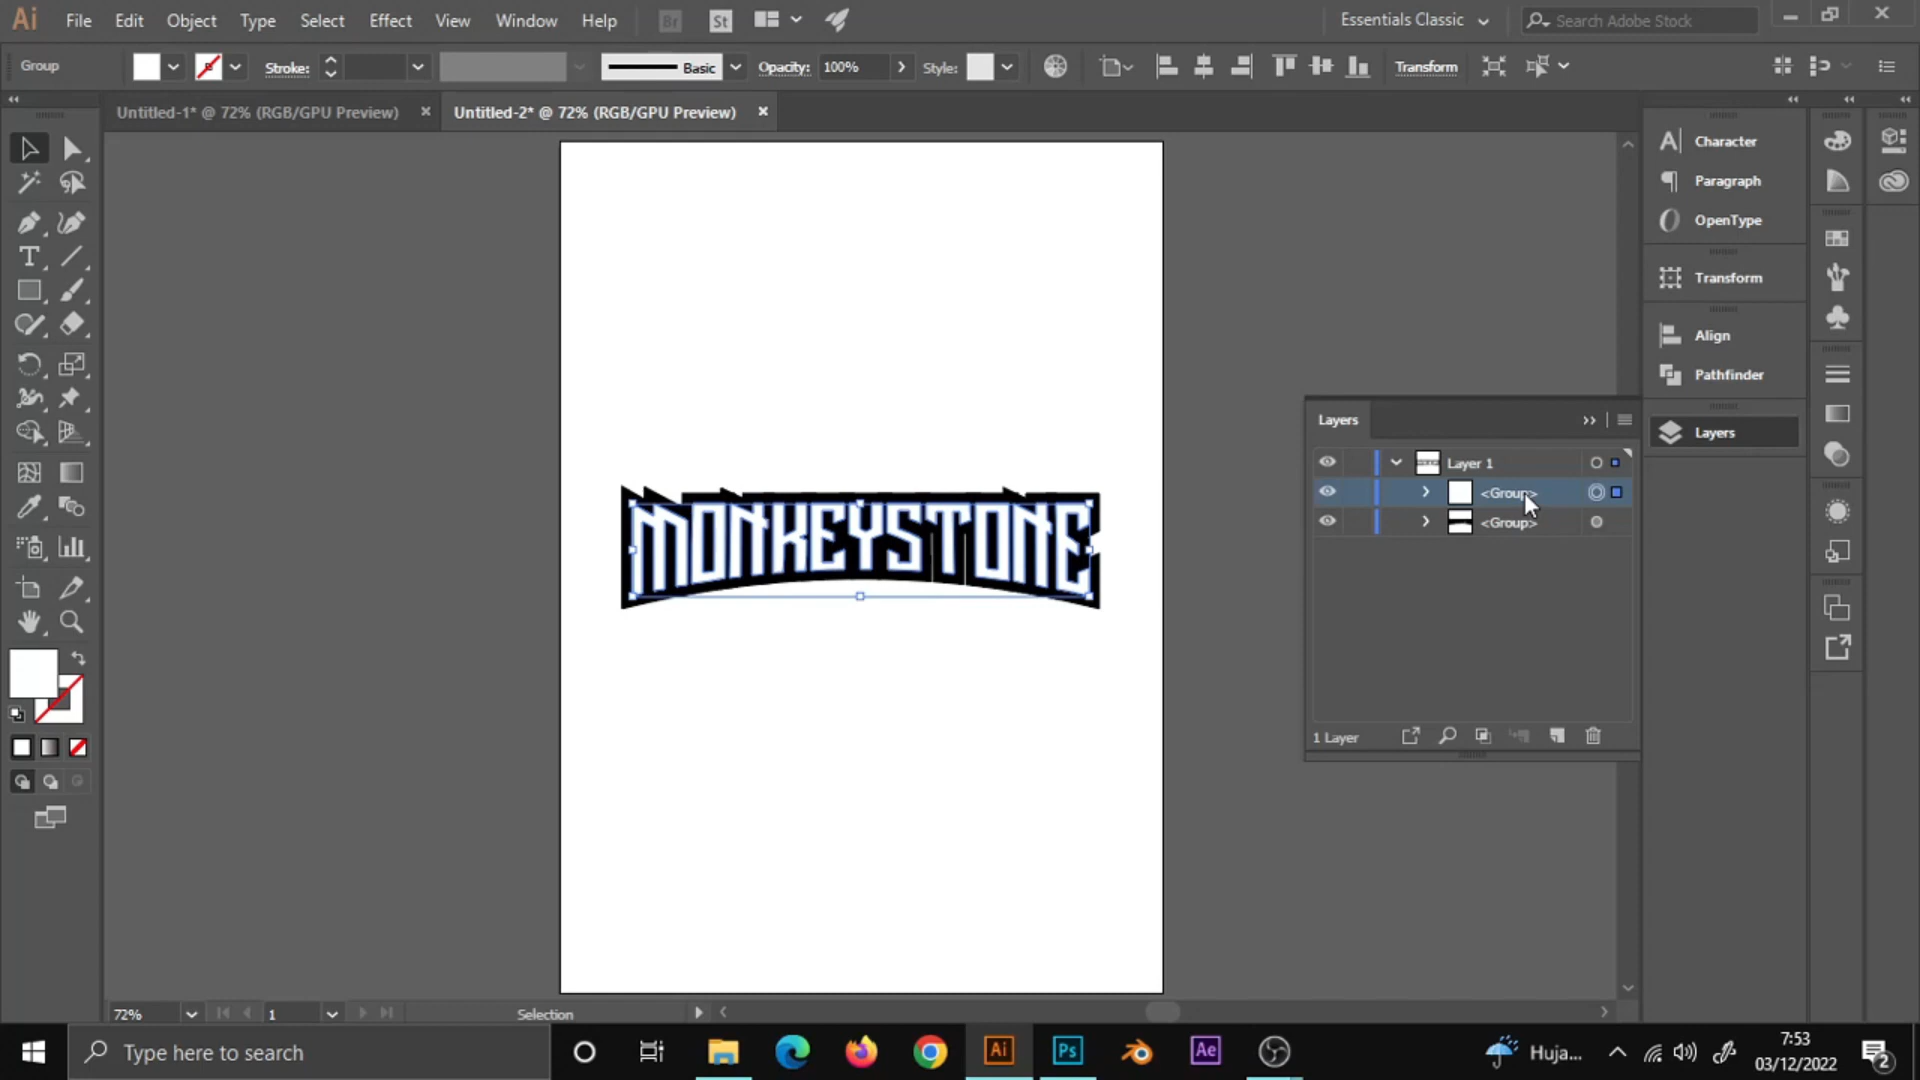 Ai File Edit Object Type Select Effect View Window Help Br St Essentials Classic Search Adobe Stock
Group Stroke: Basic Opacity: 100% Style: Transform
Untitled-1* @ 72% (RGB/GPU Preview) Untitled-2* @ 72% (RGB/GPU Preview)
Character
Paragraph
OpenType
Transform
Align
Pathfinder
Layers
Layers
Layer 1
<Group>
<Group>
1 Layer
MONKEYSTONE
72% 1 Selection
Type here to search Ai Ps Ae Huja... 7:53
03/12/2022
2